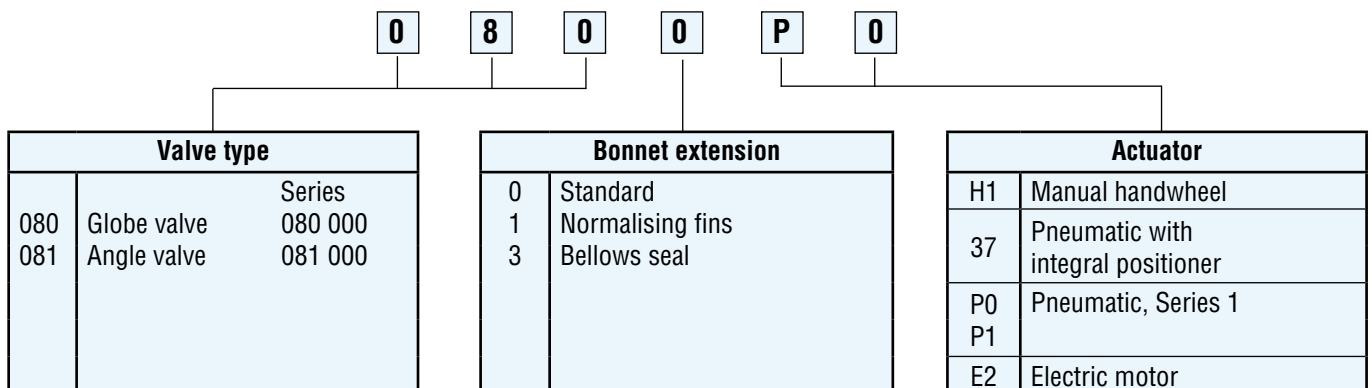 0 8 0 0 P 0
Valve type
Series
080 Globe valve 080 000
081 Angle valve 081 000
Bonnet extension
0 Standard
1 Normalising fins
3 Bellows seal
Actuator
H1 Manual handwheel
37 Pneumatic with
integral positioner
P0 Pneumatic, Series 1
P1
E2 Electric motor